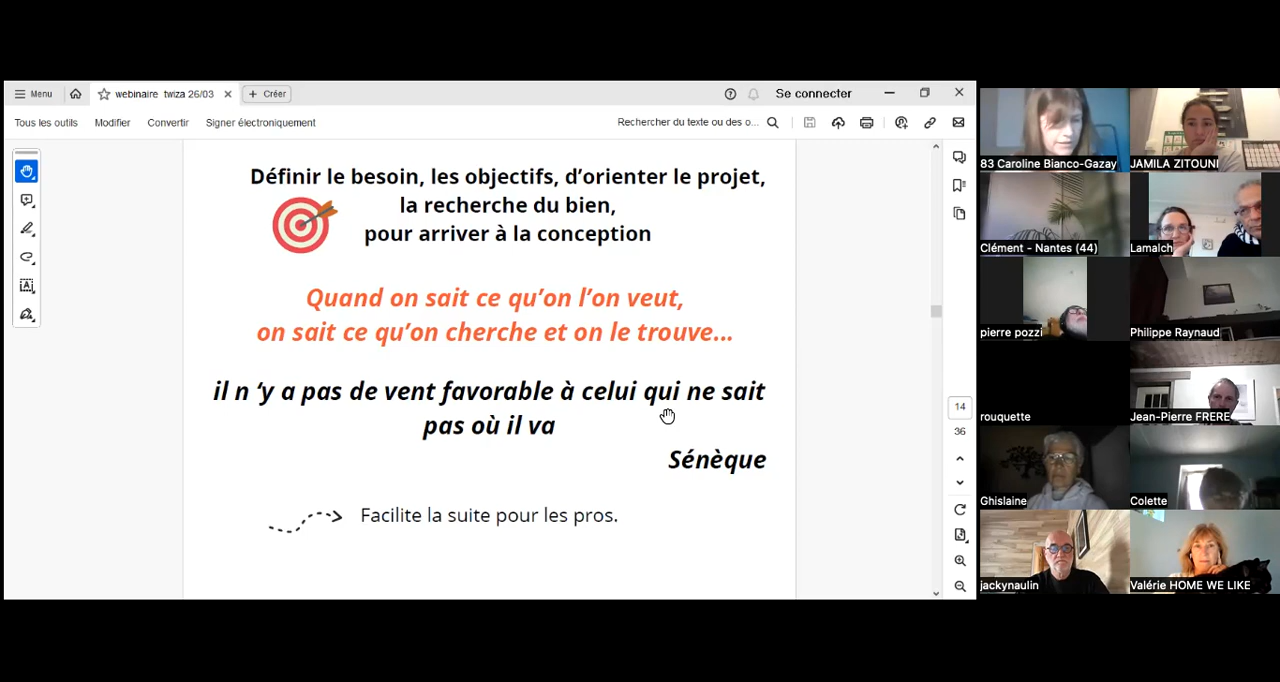 Menu
webinaire twiza 26/03
Créer
Se connecter
Tous les outils
Modifier
Convertir
Signer électroniquement
Rechercher du texte ou des o...
Définir le besoin, les objectifs, d’orienter le projet,
la recherche du bien,
pour arriver à la conception
Quand on sait ce qu’on l’on veut,
on sait ce qu’on cherche et on le trouve...
il n ‘y a pas de vent favorable à celui qui ne sait
pas où il va
Sénèque
Facilite la suite pour les pros.
14
36
83 Caroline Bianco-Gazay
JAMILA ZITOUNI
Clément - Nantes (44)
Lamalch
pierre pozzi
Philippe Raynaud
rouquette
Jean-Pierre FRERE
Ghislaine
Colette
jackynaulin
Valérie HOME WE LIKE